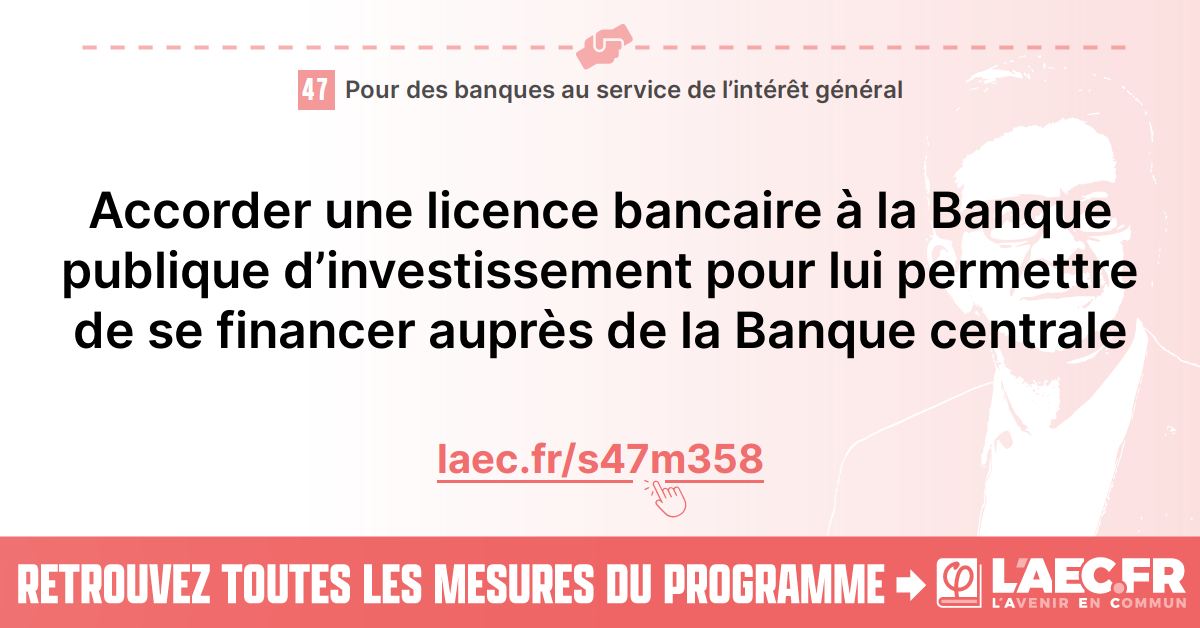 47 Pour des banques au service de l’intérêt général
Accorder une licence bancaire à la Banque
publique d’investissement pour lui permettre
de se financer auprès de la Banque centrale
laec.fr/s47m358
RETROUVEZ TOUTES LES MESURES DU PROGRAMME
φ L'AEC.FR
L'AVENIR EN COMMUN